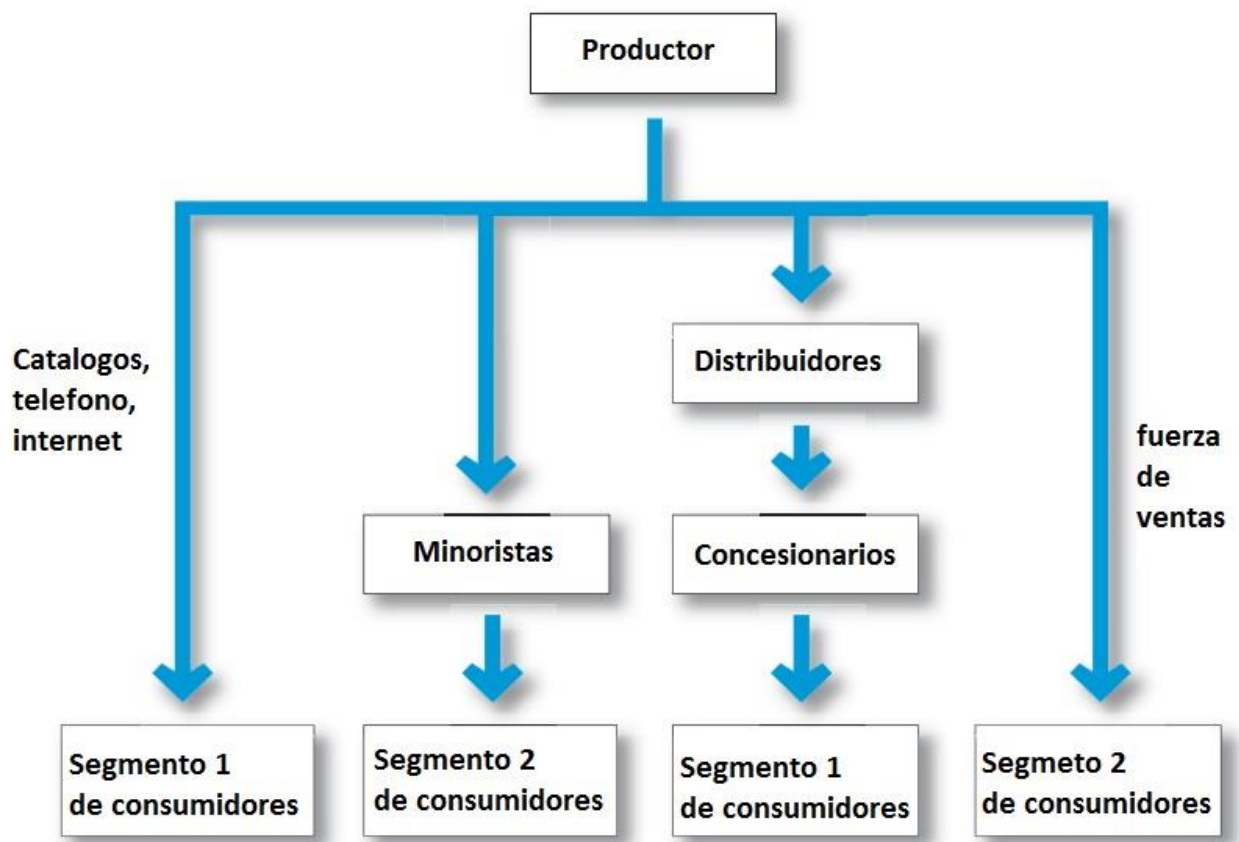 Productor
Catalogos,
telefono,
internet
Distribuidores
fuerza
de
ventas
Minoristas
Concesionarios
Segmento 1
de consumidores
Segmento 2
de consumidores
Segmento 1
de consumidores
Segmeto 2
de consumidores